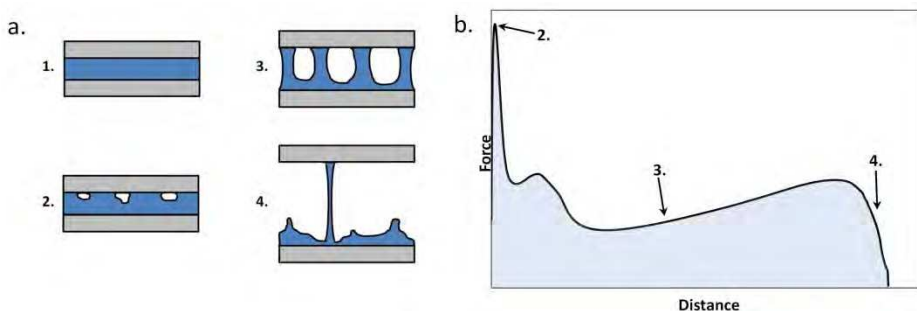 a.
1.
2.
3.
4.
b.
2.
3.
4.
Force
Distance